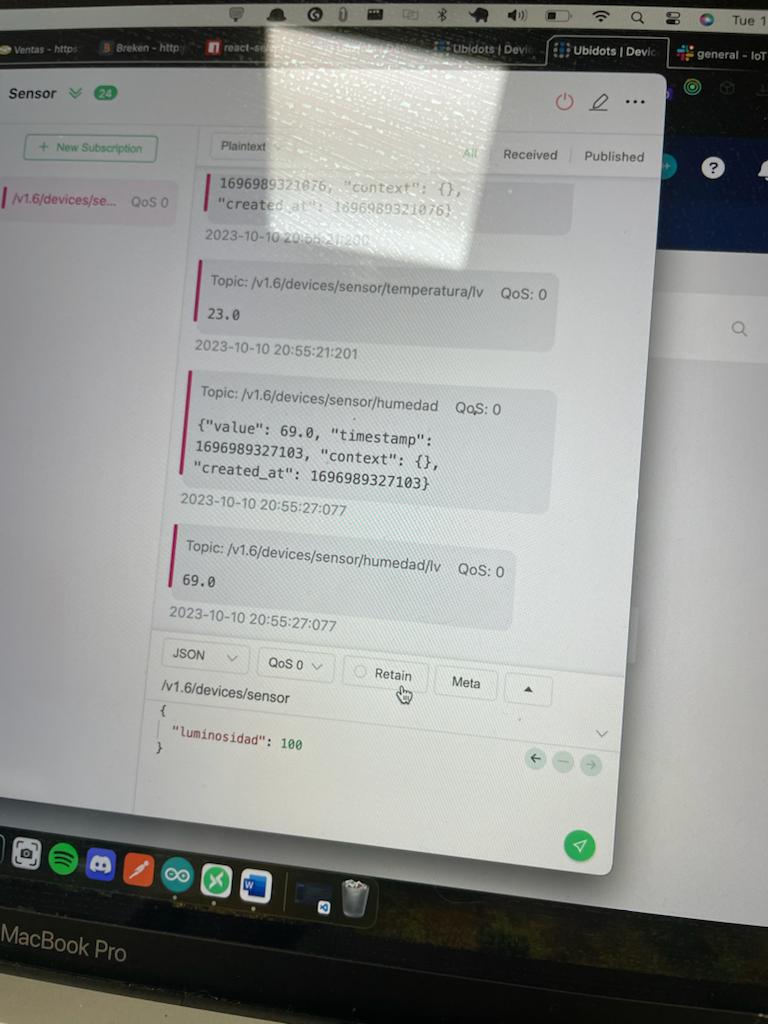 Tue 1
Ventas - https
Breken - http
react-se
Ubidots | Devi
Ubidots | Devic
general - IoT
Sensor
24
+ New Subscription
Plaintext
All
Received
Published
/v1.6/devices/se...
QoS 0
1696989321076, "context": {},
"created_at": 1696989321076}
2023-10-10 20:55:21:200
Topic: /v1.6/devices/sensor/temperatura/lv QoS: 0
23.0
2023-10-10 20:55:21:201
Topic: /v1.6/devices/sensor/humedad QoS: 0
{"value": 69.0, "timestamp":
1696989327103, "context": {},
"created_at": 1696989327103}
2023-10-10 20:55:27:077
Topic: /v1.6/devices/sensor/humedad/lv QoS: 0
69.0
2023-10-10 20:55:27:077
JSON
QoS 0
Retain
Meta
/v1.6/devices/sensor
{
"luminosidad": 100
}
W
MacBook Pro